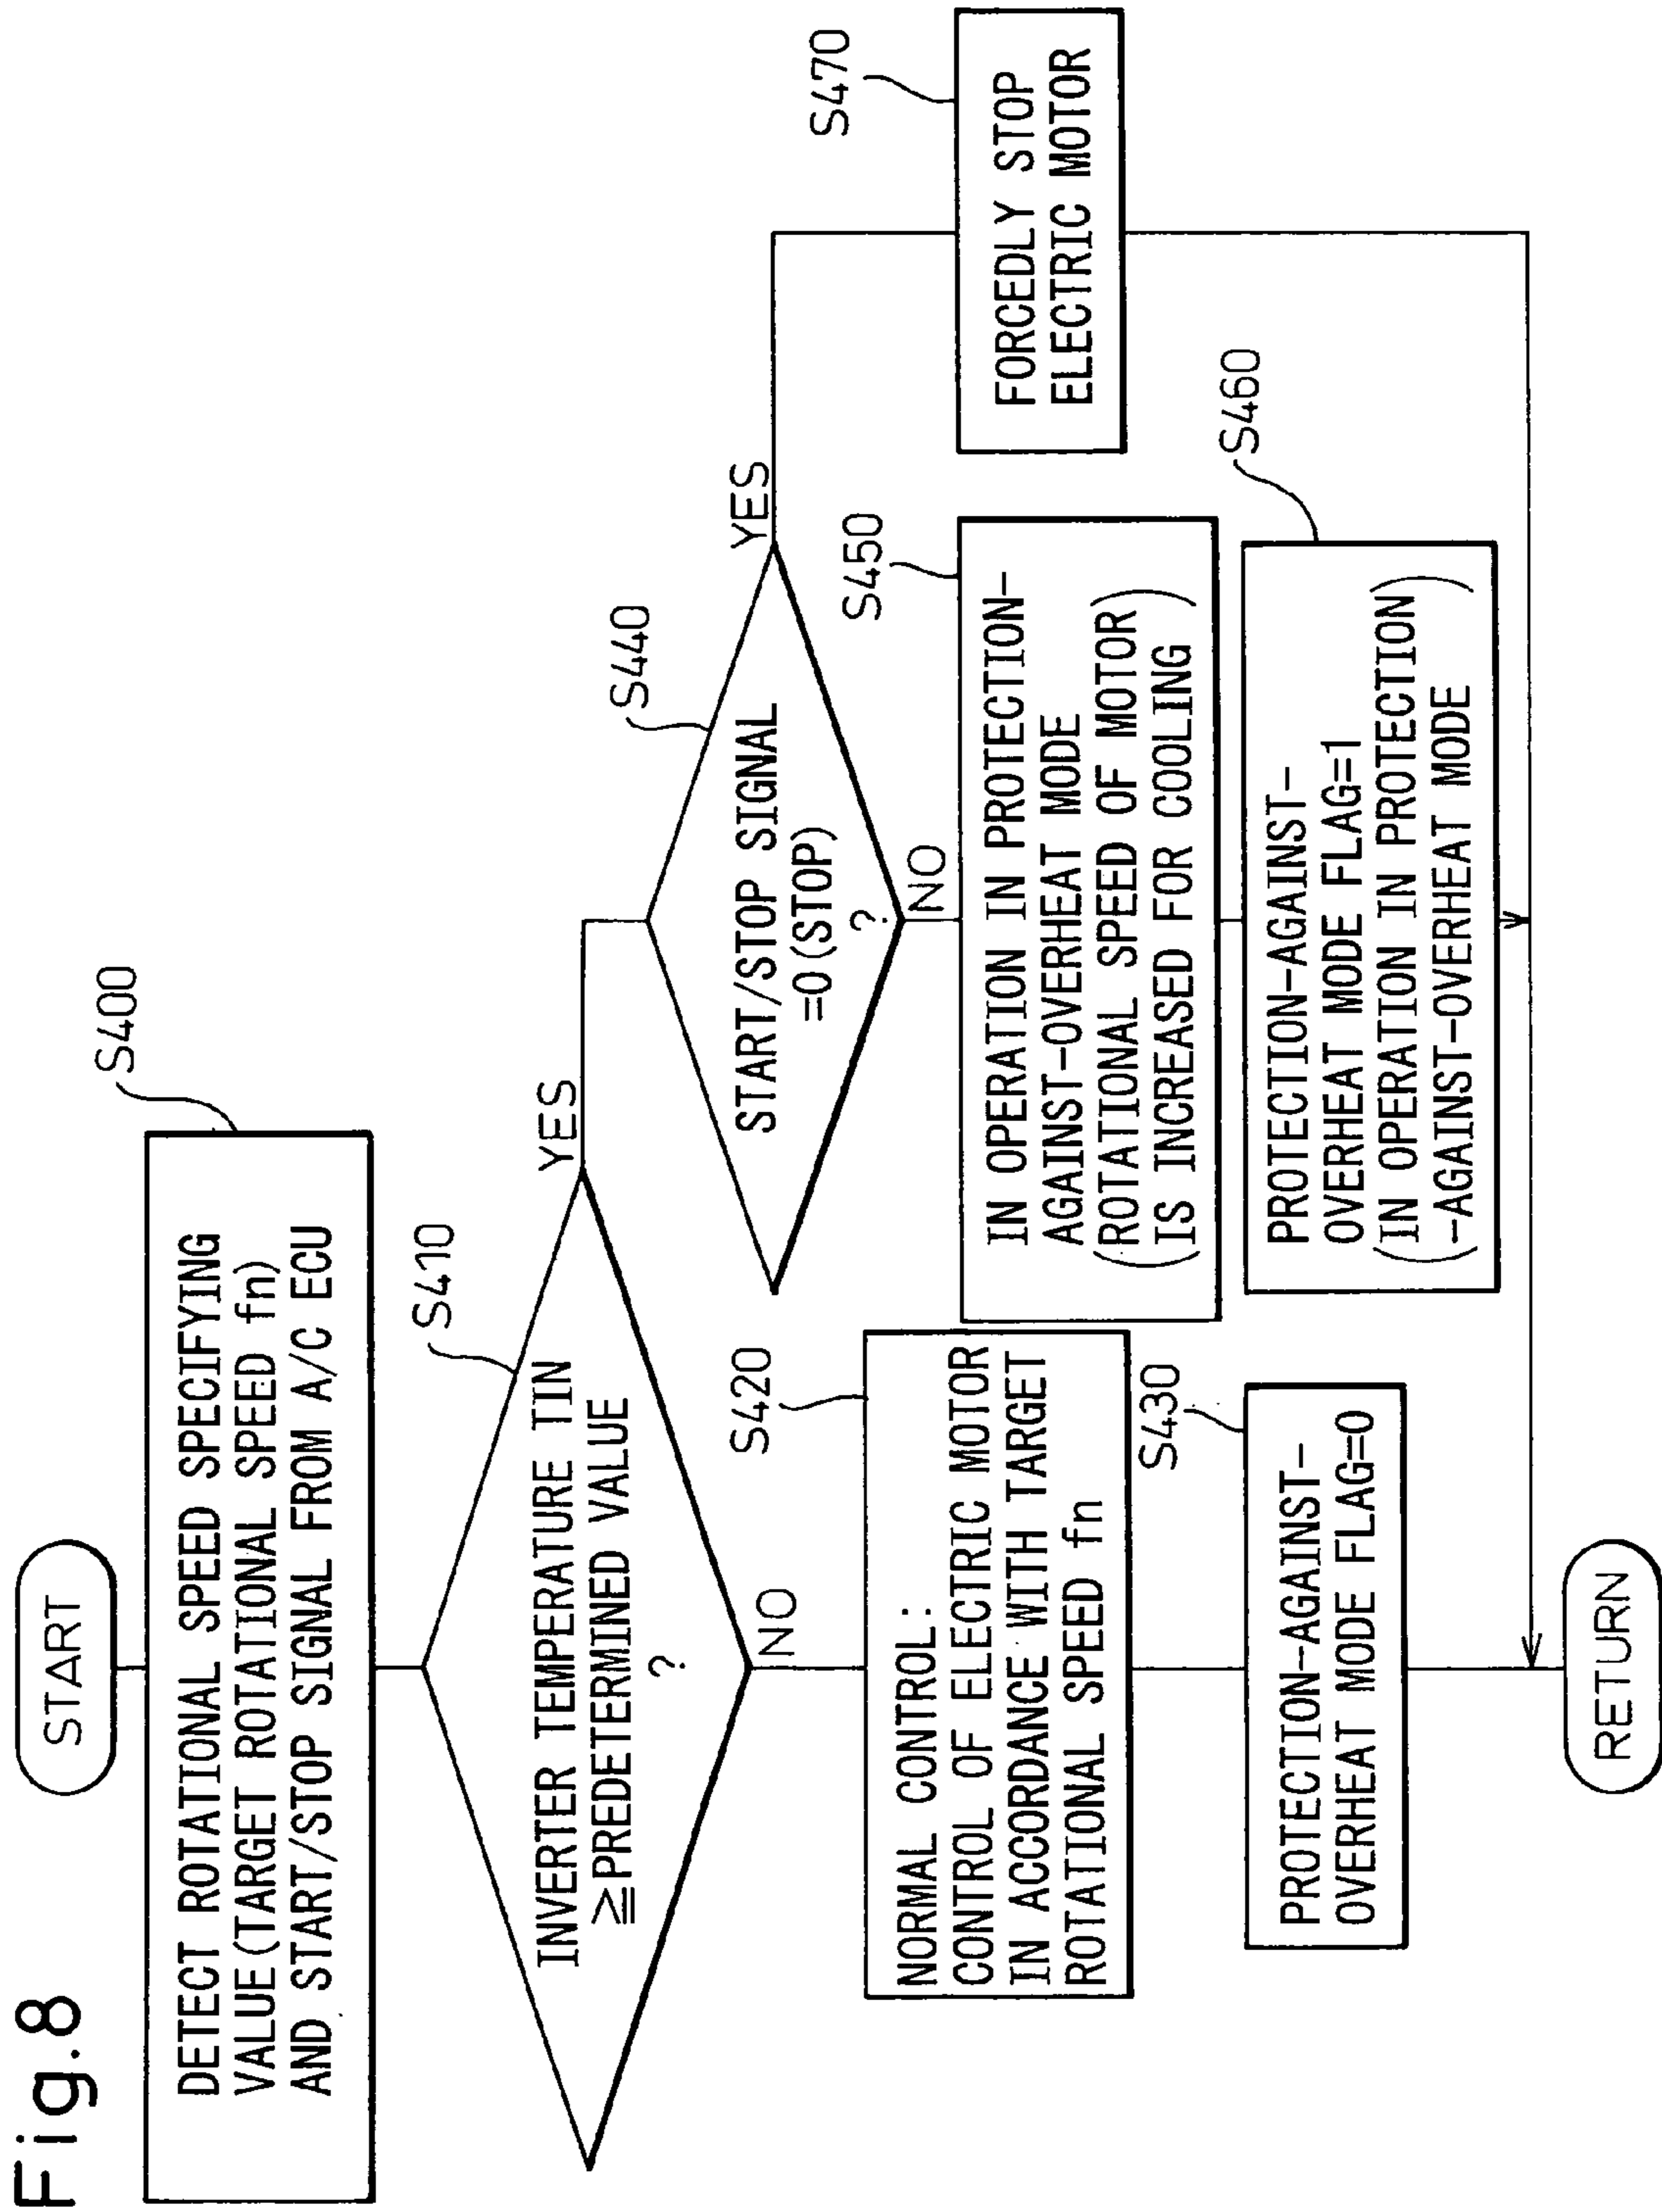 Fig.8
START
S400
DETECT ROTATIONAL SPEED SPECIFYING
VALUE(TARGET ROTATIONAL SPEED fn)
AND START/STOP SIGNAL FROM A/C ECU
S410
INVERTER TEMPERATURE TIN
≧PREDETERMINED VALUE
?
YES
NO
S420
NORMAL CONTROL:
CONTROL OF ELECTRIC MOTOR
IN ACCORDANCE WITH TARGET
ROTATIONAL SPEED fn
S430
PROTECTION-AGAINST-
OVERHEAT MODE FLAG=0
S440
START/STOP SIGNAL
=0(STOP)
?
YES
NO
S450
IN OPERATION IN PROTECTION-
AGAINST-OVERHEAT MODE
(ROTATIONAL SPEED OF MOTOR
IS INCREASED FOR COOLING)
S460
PROTECTION-AGAINST-
OVERHEAT MODE FLAG=1
(IN OPERATION IN PROTECTION
-AGAINST-OVERHEAT MODE)
S470
FORCEDLY STOP
ELECTRIC MOTOR
RETURN